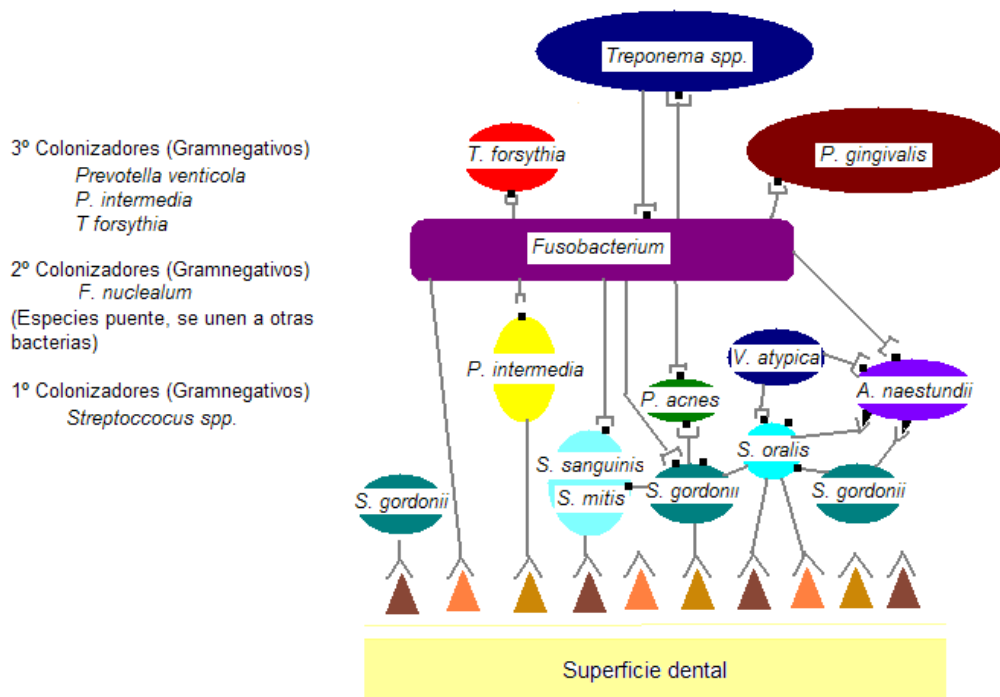 3º Colonizadores (Gramnegativos)
Prevotella venticola
P. intermedia
T forsythia
2º Colonizadores (Gramnegativos)
F. nuclealum
(Especies puente, se unen a otras
bacterias)
1º Colonizadores (Gramnegativos)
Streptoccocus spp.
Treponema spp.
T. forsythia
P. gingivalis
Fusobacterium
P. intermedia
V. atypica
P. acnes
A. naestundii
S. sanguinis
S. oralis
S. gordonii
S. mitis
S. gordonii
S. gordonii
Superficie dental